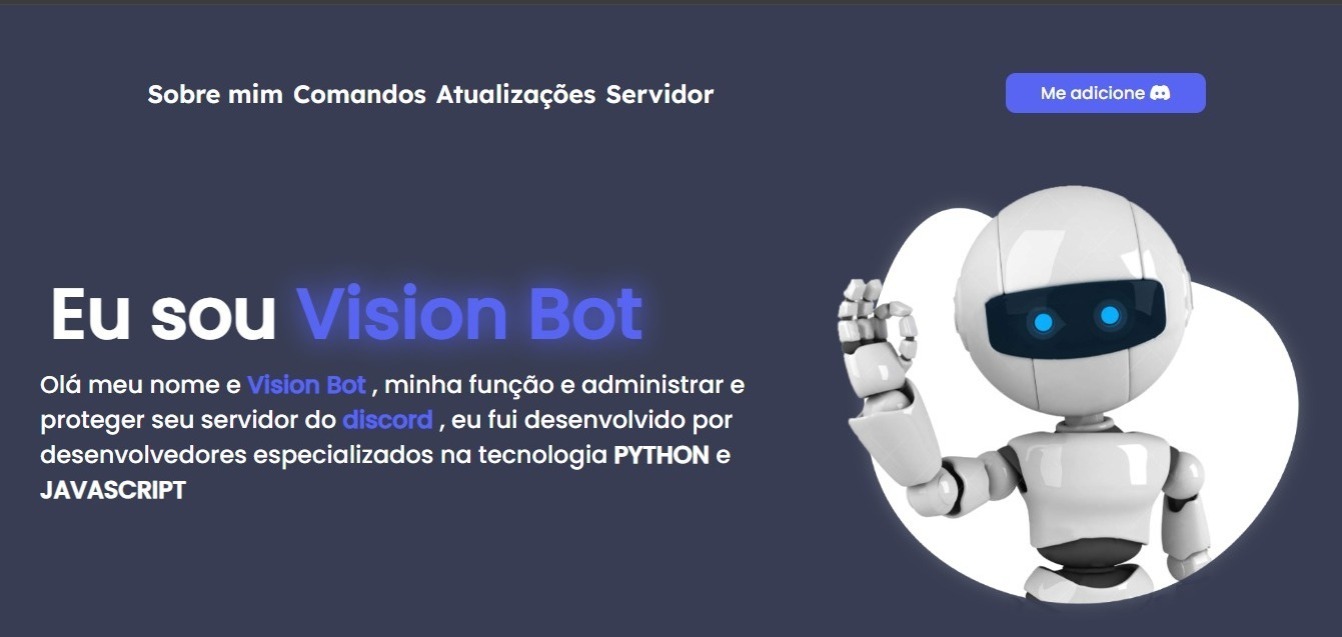 Sobre mim Comandos Atualizações Servidor
Me adicione
Eu sou Vision Bot
Olá meu nome e Vision Bot , minha função e administrar e
proteger seu servidor do discord , eu fui desenvolvido por
desenvolvedores especializados na tecnologia PYTHON e
JAVASCRIPT